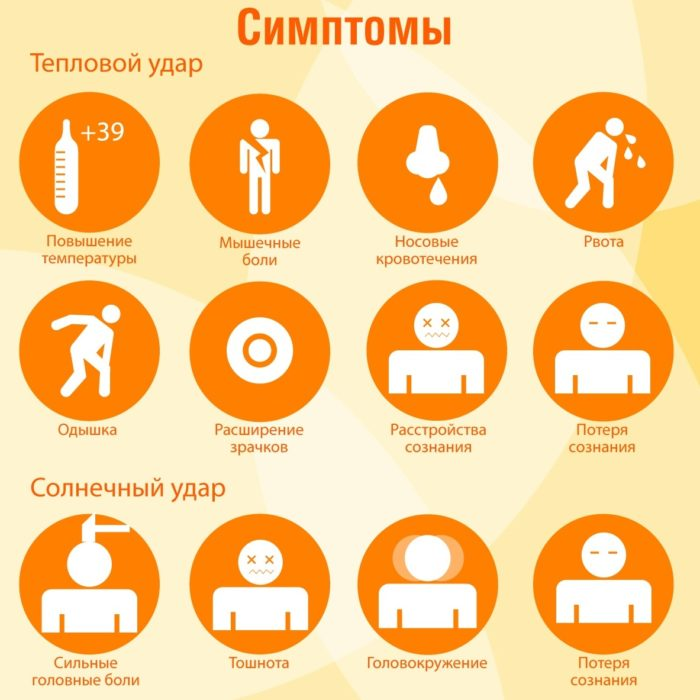 Симптомы
Тепловой удар
+39
Повышение
температуры
Мышечные
боли
Носовые
кровотечения
Рвота
Одышка
Расширение
зрачков
Расстройства
сознания
Потеря
сознания
Солнечный удар
Сильные
головные боли
Тошнота
Головокружение
Потеря
сознания